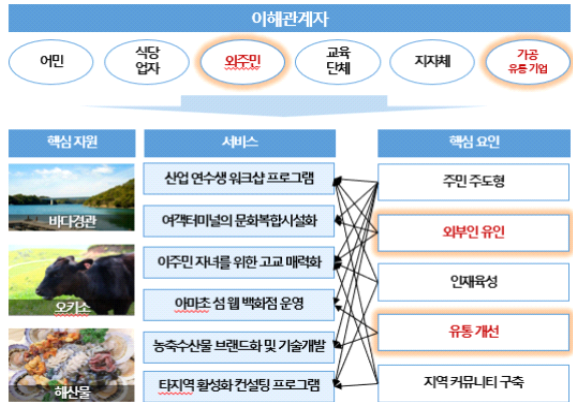 이해관계자
어민
식당
업자
외주민
교육
단체
지자체
가공
유통 기업
핵심 자원
서비스
핵심 요인
바다경관
오키소
해산물
산업 연수생 워크샵 프로그램
여객터미널의 문화복합시설화
이주민 자녀를 위한 고교 매력화
아마초 섬 웹 백화점 운영
농축수산물 브랜드화 및 기술개발
타지역 활성화 컨설팅 프로그램
주민 주도형
외부인 유인
인재육성
유통 개선
지역 커뮤니티 구축